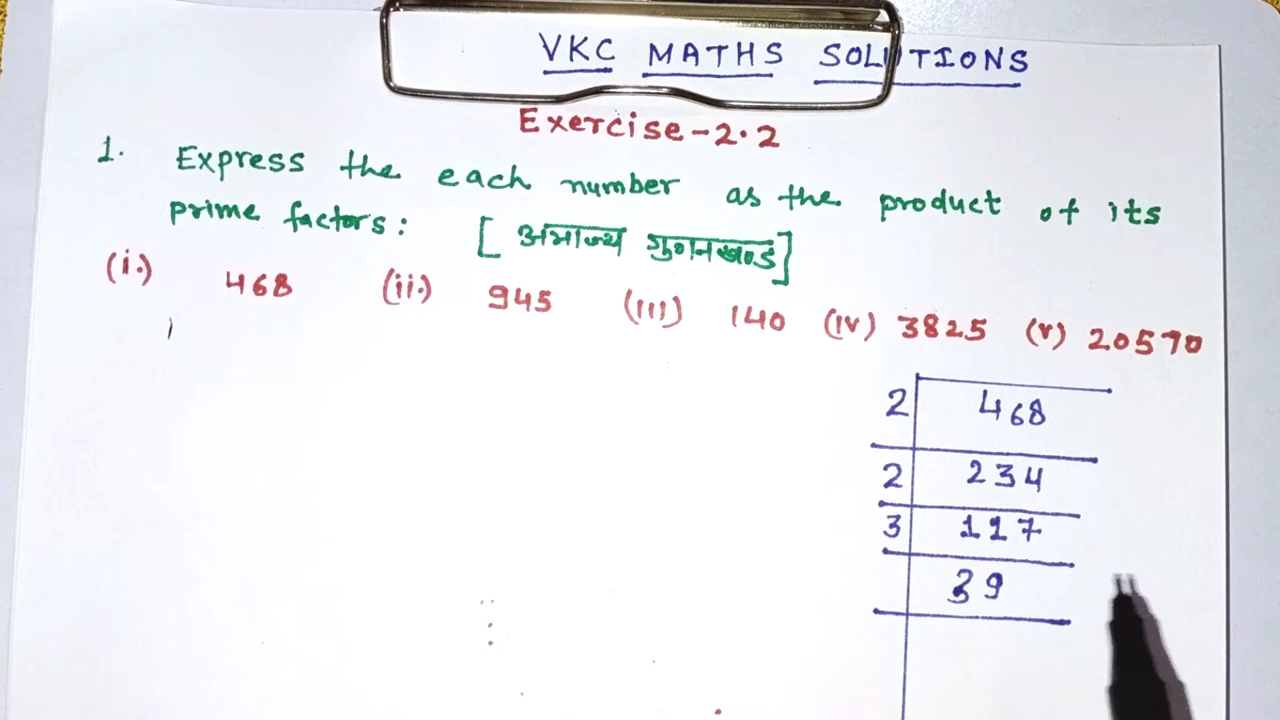 VKC MATHS SOLUTIONS
Exercise-2.2
1. Express the each number as the product of its
prime factors: [अभाज्य गुणनखण्ड]
(i.) 468 (ii.) 945 (III) 140 (IV) 3825 (V) 20570
2 468
2 234
3 117
39